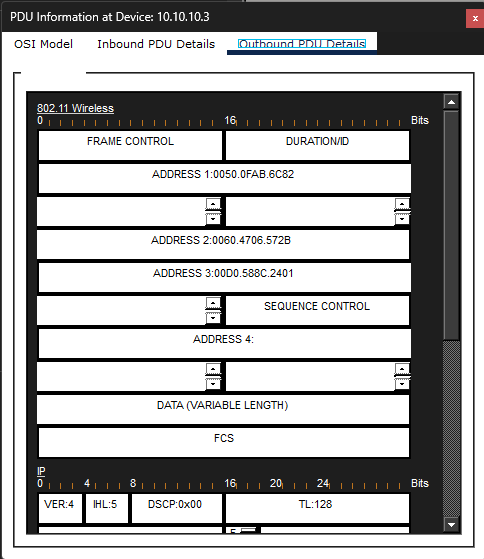 PDU Information at Device: 10.10.10.3
x
OSI Model Inbound PDU Details Outbound PDU Details
802.11 Wireless
0 16 Bits
FRAME CONTROL DURATION/ID
ADDRESS 1:0050.0FAB.6C82
ADDRESS 2:0060.4706.572B
ADDRESS 3:00D0.588C.2401
SEQUENCE CONTROL
ADDRESS 4:
DATA (VARIABLE LENGTH)
FCS
IP
0 4 8 16 20 24 Bits
VER:4 IHL:5 DSCP:0x00 TL:128